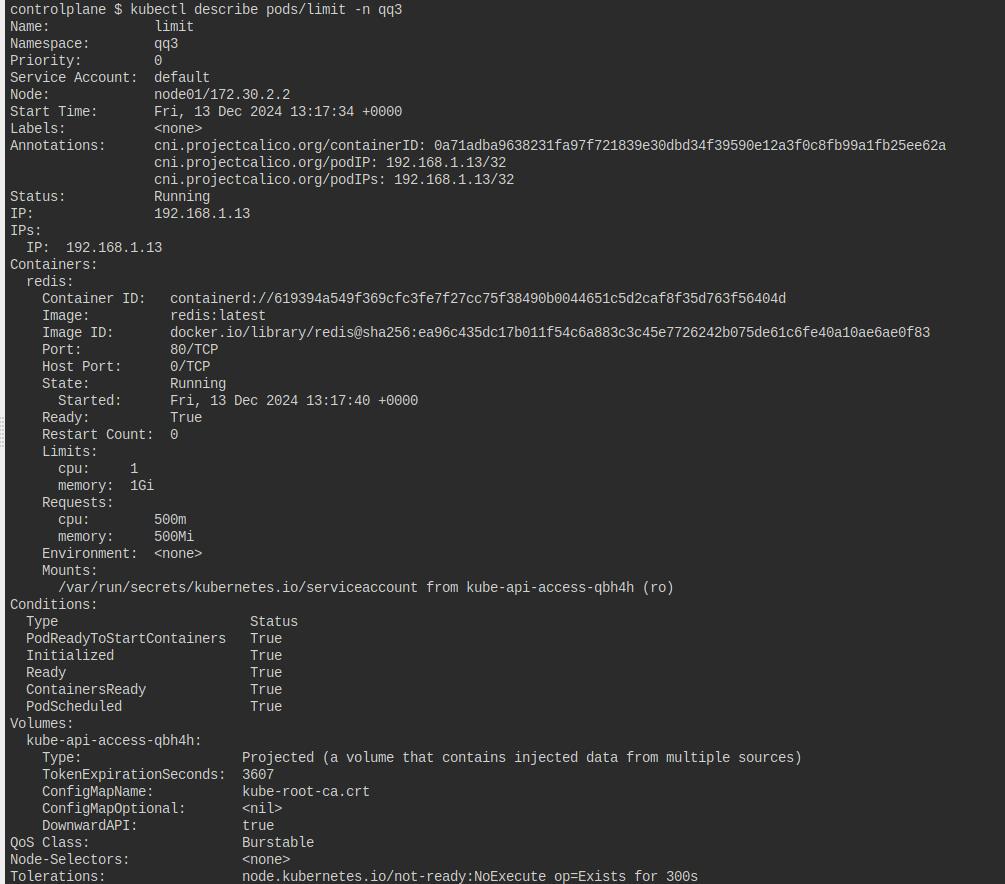 controlplane $ kubectl describe pods/limit -n qq3
Name:             limit
Namespace:        qq3
Priority:         0
Service Account:  default
Node:             node01/172.30.2.2
Start Time:       Fri, 13 Dec 2024 13:17:34 +0000
Labels:           <none>
Annotations:      cni.projectcalico.org/containerID: 0a71adba9638231fa97f721839e30dbd34f39590e12a3f0c8fb99a1fb25ee62a
                  cni.projectcalico.org/podIP: 192.168.1.13/32
                  cni.projectcalico.org/podIPs: 192.168.1.13/32
Status:           Running
IP:               192.168.1.13
IPs:
  IP:  192.168.1.13
Containers:
  redis:
    Container ID:   containerd://619394a549f369cfc3fe7f27cc75f38490b0044651c5d2caf8f35d763f56404d
    Image:          redis:latest
    Image ID:       docker.io/library/redis@sha256:ea96c435dc17b011f54c6a883c3c45e7726242b075de61c6fe40a10ae6ae0f83
    Port:           80/TCP
    Host Port:      0/TCP
    State:          Running
      Started:      Fri, 13 Dec 2024 13:17:40 +0000
    Ready:          True
    Restart Count:  0
    Limits:
      cpu:     1
      memory:  1Gi
    Requests:
      cpu:        500m
      memory:     500Mi
    Environment:  <none>
    Mounts:
      /var/run/secrets/kubernetes.io/serviceaccount from kube-api-access-qbh4h (ro)
Conditions:
  Type                        Status
  PodReadyToStartContainers   True
  Initialized                 True
  Ready                       True
  ContainersReady             True
  PodScheduled                True
Volumes:
  kube-api-access-qbh4h:
    Type:                    Projected (a volume that contains injected data from multiple sources)
    TokenExpirationSeconds:  3607
    ConfigMapName:           kube-root-ca.crt
    ConfigMapOptional:       <nil>
    DownwardAPI:             true
QoS Class:                   Burstable
Node-Selectors:              <none>
Tolerations:                 node.kubernetes.io/not-ready:NoExecute op=Exists for 300s